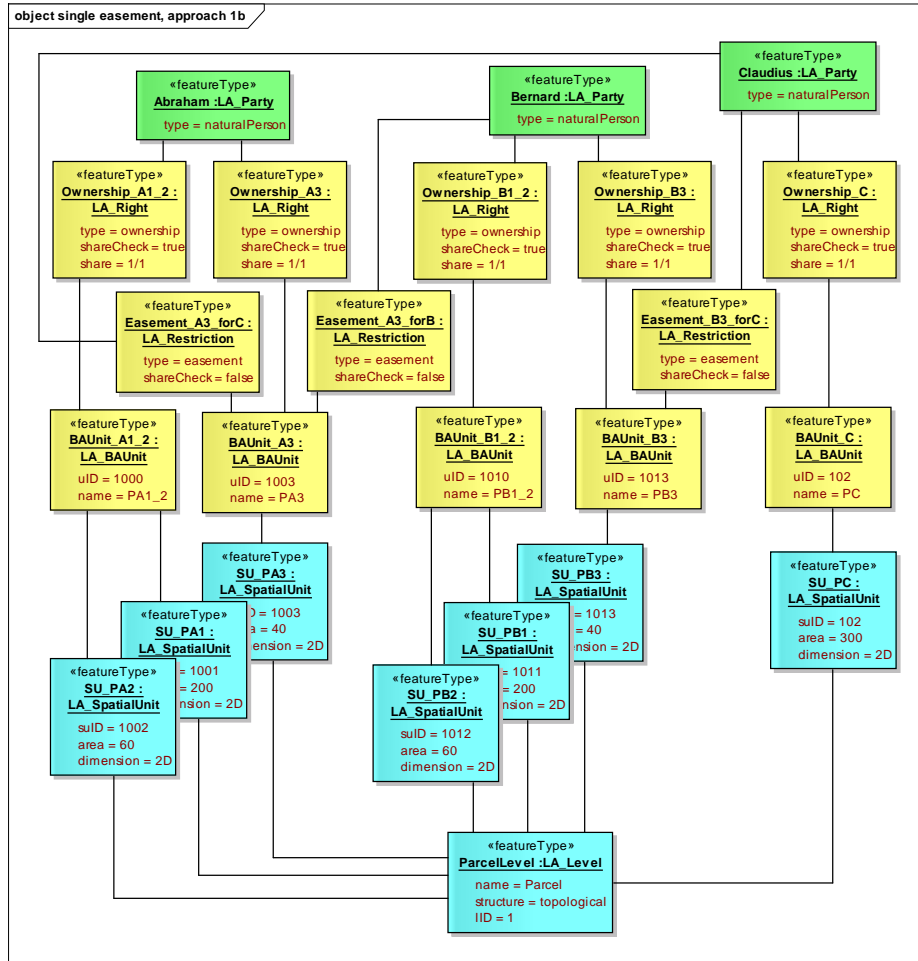 object single easement, approach 1b
«featureType»
Abraham :LA_Party
type = naturalPerson
«featureType»
Bernard :LA_Party
type = naturalPerson
«featureType»
Claudius :LA_Party
type = naturalPerson
«featureType»
Ownership_A1_2 :
LA_Right
type = ownership
shareCheck = true
share = 1/1
«featureType»
Ownership_A3 :
LA_Right
type = ownership
shareCheck = true
share = 1/1
«featureType»
Ownership_B1_2 :
LA_Right
type = ownership
shareCheck = true
share = 1/1
«featureType»
Ownership_B3 :
LA_Right
type = ownership
shareCheck = true
share = 1/1
«featureType»
Ownership_C :
LA_Right
type = ownership
shareCheck = true
share = 1/1
«featureType»
Easement_A3_forC :
LA_Restriction
type = easement
shareCheck = false
«featureType»
Easement_A3_forB :
LA_Restriction
type = easement
shareCheck = false
«featureType»
Easement_B3_forC :
LA_Restriction
type = easement
shareCheck = false
«featureType»
BAUnit_A1_2 :
LA_BAUnit
uID = 1000
name = PA1_2
«featureType»
BAUnit_A3 :
LA_BAUnit
uID = 1003
name = PA3
«featureType»
BAUnit_B1_2 :
LA_BAUnit
uID = 1010
name = PB1_2
«featureType»
BAUnit_B3 :
LA_BAUnit
uID = 1013
name = PB3
«featureType»
BAUnit_C :
LA_BAUnit
uID = 102
name = PC
«featureType»
SU_PA3 :
LA_SpatialUnit
= 1003
= 40
dimension = 2D
«featureType»
SU_PA1 :
LA_SpatialUnit
= 1001
= 200
= 2D
«featureType»
SU_PA2 :
LA_SpatialUnit
suID = 1002
area = 60
dimension = 2D
«featureType»
SU_PB3 :
LA_SpatialUnit
= 1013
= 40
= 2D
«featureType»
SU_PB1 :
LA_SpatialUnit
= 1011
= 200
= 2D
«featureType»
SU_PB2 :
LA_SpatialUnit
suID = 1012
area = 60
dimension = 2D
«featureType»
SU_PC :
LA_SpatialUnit
suID = 102
area = 300
dimension = 2D
«featureType»
ParcelLevel :LA_Level
name = Parcel
structure = topological
lID = 1